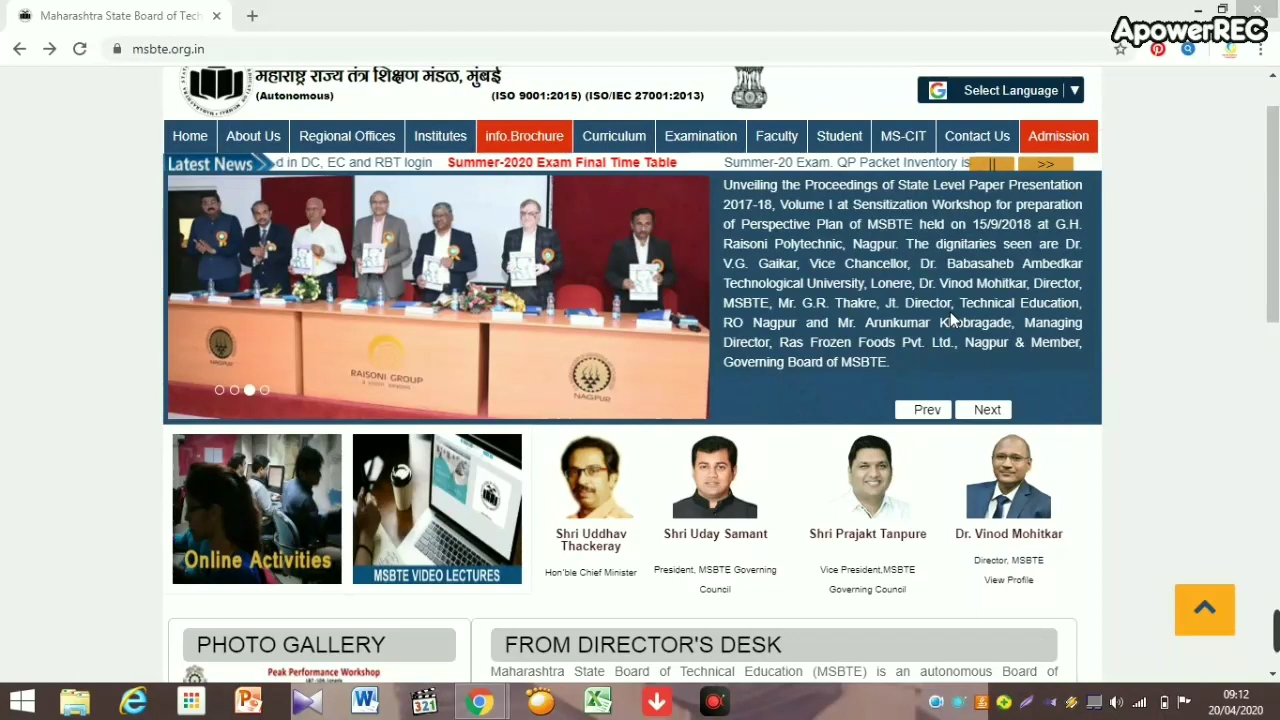 Maharashtra State Board of Tech
ApowerREC
msbte.org.in
महाराष्ट्र राज्य तंत्र शिक्षण मंडळ, मुंबई
(Autonomous) (ISO 9001:2015) (ISO/IEC 27001:2013)
Select Language
Home About Us Regional Offices Institutes info.Brochure Curriculum Examination Faculty Student MS-CIT Contact Us Admission
Latest News d in DC, EC and RBT login Summer-2020 Exam Final Time Table Summer-20 Exam. QP Packet Inventory is || >>
Unveiling the Proceedings of State Level Paper Presentation
2017-18, Volume I at Sensitization Workshop for preparation
of Perspective Plan of MSBTE held on 15/9/2018 at G.H.
Raisoni Polytechnic, Nagpur. The dignitaries seen are Dr.
V.G. Gaikar, Vice Chancellor, Dr. Babasaheb Ambedkar
Technological University, Lonere, Dr. Vinod Mohitkar, Director,
MSBTE, Mr. G.R. Thakre, Jt. Director, Technical Education,
RO Nagpur and Mr. Arunkumar Khobragade, Managing
Director, Ras Frozen Foods Pvt. Ltd., Nagpur & Member,
Governing Board of MSBTE.
RAISONI GROUP
NAGPUR
Prev Next
Online Activities
MSBTE VIDEO LECTURES
Shri Uddhav
Thackeray
Hon'ble Chief Minister
Shri Uday Samant
President, MSBTE Governing
Council
Shri Prajakt Tanpure
Vice President,MSBTE
Governing Council
Dr. Vinod Mohitkar
Director, MSBTE
View Profile
PHOTO GALLERY
Peak Performance Workshop
FROM DIRECTOR'S DESK
Maharashtra State Board of Technical Education (MSBTE) is an autonomous Board of
321
09:12
20/04/2020